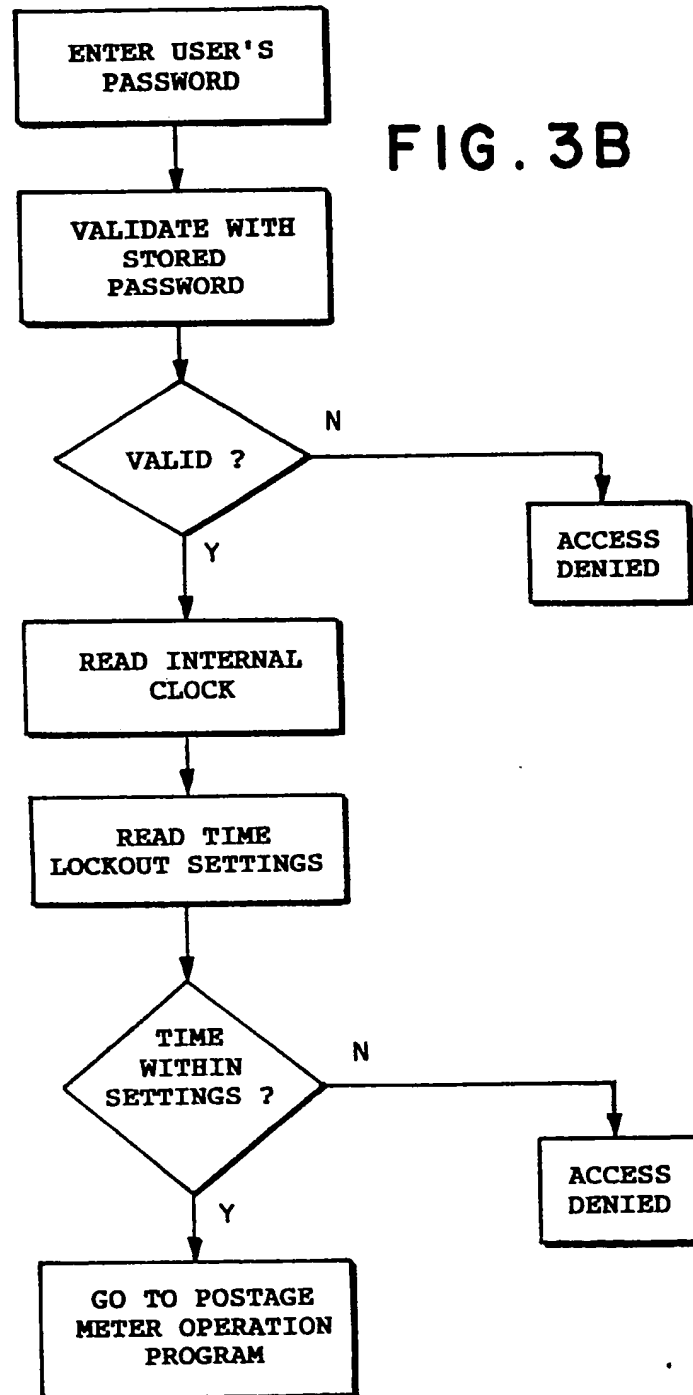 ENTER USER'S
PASSWORD
FIG. 3B
VALIDATE WITH
STORED
PASSWORD
VALID ?
N
Y
ACCESS
DENIED
READ INTERNAL
CLOCK
READ TIME
LOCKOUT SETTINGS
TIME
WITHIN
SETTINGS ?
N
Y
ACCESS
DENIED
GO TO POSTAGE
METER OPERATION
PROGRAM